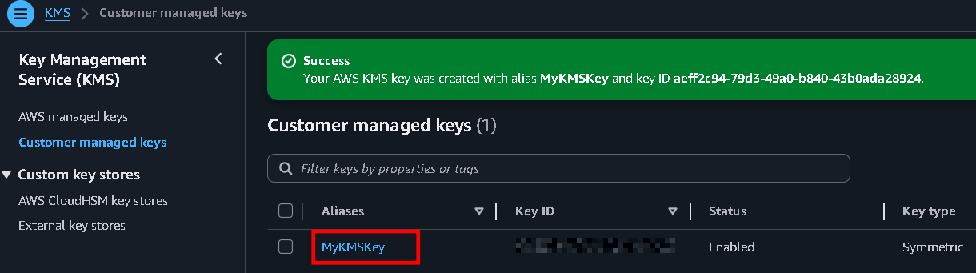 KMS > Customer managed keys
Key Management
Service (KMS)
AWS managed keys
Customer managed keys
Custom key stores
AWS CloudHSM key stores
External key stores
Success
Your AWS KMS key was created with alias MyKMSKey and key ID acff2c94-79d3-49a0-b840-43b0ada28924.
Customer managed keys (1)
Filter keys by properties or tags
Aliases Key ID Status Key type
MyKMSKey Enabled Symmetric